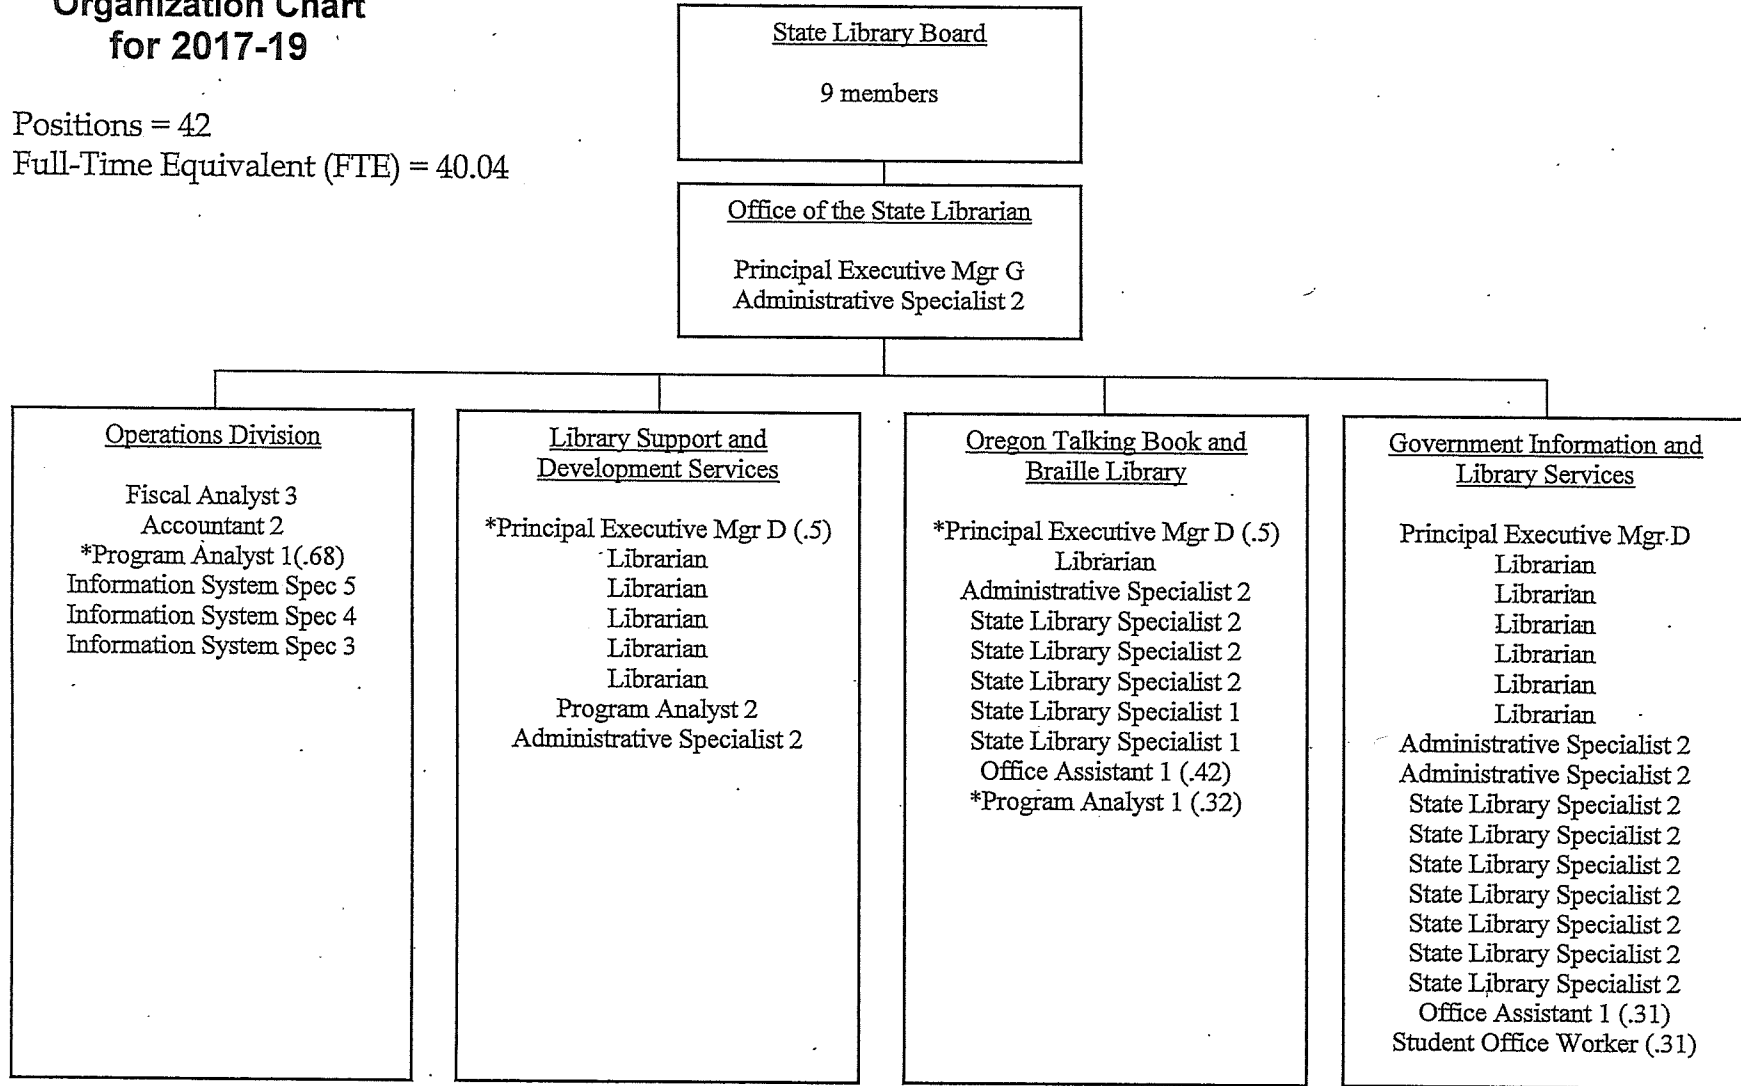 Organization Chart
for 2017-19
Positions = 42
Full-Time Equivalent (FTE) = 40.04
State Library Board
9 members
Office of the State Librarian
Principal Executive Mgr G
Administrative Specialist 2
Operations Division
Fiscal Analyst 3
Accountant 2
*Program Analyst 1(.68)
Information System Spec 5
Information System Spec 4
Information System Spec 3
Library Support and
Development Services
*Principal Executive Mgr D (.5)
Librarian
Librarian
Librarian
Librarian
Librarian
Program Analyst 2
Administrative Specialist 2
Oregon Talking Book and
Braille Library
*Principal Executive Mgr D (.5)
Librarian
Administrative Specialist 2
State Library Specialist 2
State Library Specialist 2
State Library Specialist 2
State Library Specialist 1
State Library Specialist 1
Office Assistant 1 (.42)
*Program Analyst 1 (.32)
Government Information and
Library Services
Principal Executive Mgr D
Librarian
Librarian
Librarian
Librarian
Librarian
Librarian
Administrative Specialist 2
Administrative Specialist 2
State Library Specialist 2
State Library Specialist 2
State Library Specialist 2
State Library Specialist 2
State Library Specialist 2
State Library Specialist 2
State Library Specialist 2
Office Assistant 1 (.31)
Student Office Worker (.31)